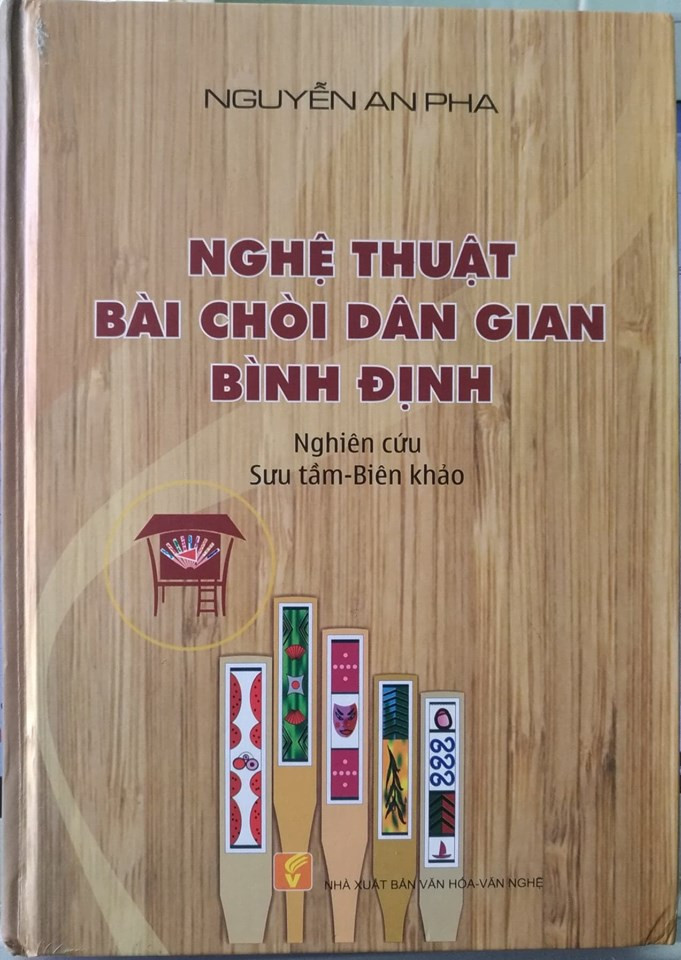 NGUYỄN AN PHA
NGHỆ THUẬT
BÀI CHÒI DÂN GIAN
BÌNH ĐỊNH
Nghiên cứu
Sưu tầm-Biên khảo
NHÀ XUẤT BẢN VĂN HÓA-VĂN NGHỆ